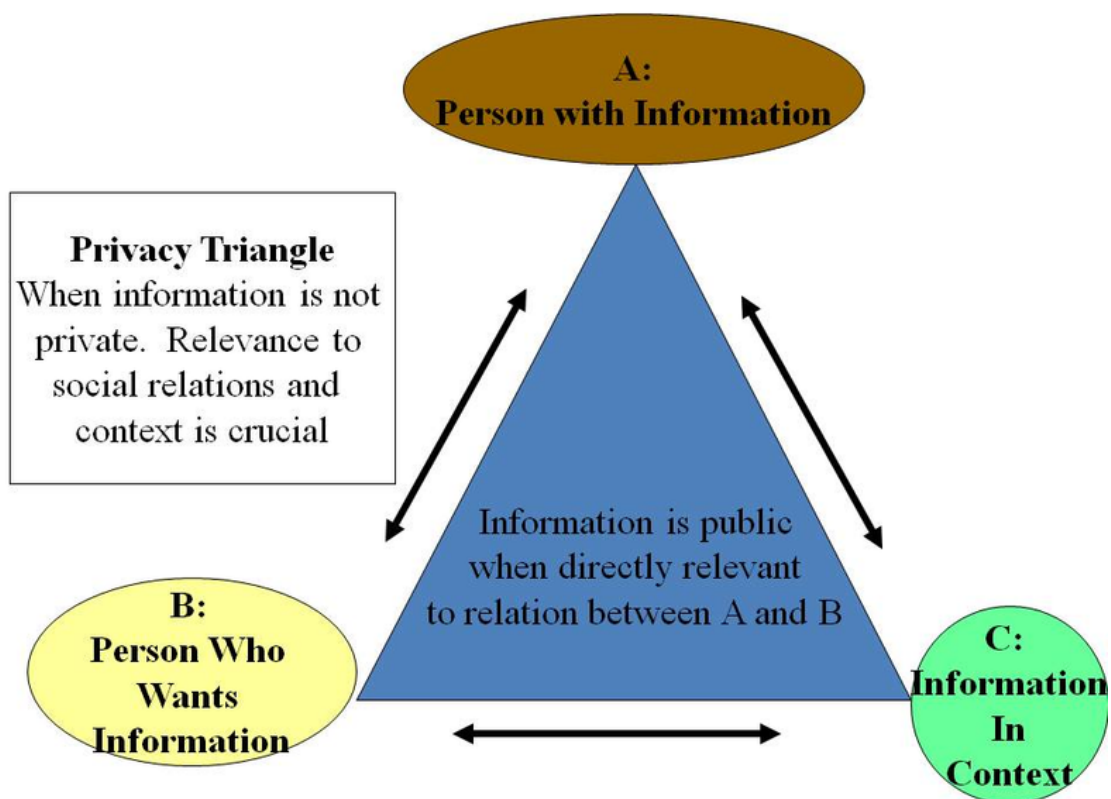 A:
Person with Information
Privacy Triangle
When information is not
private. Relevance to
social relations and
context is crucial
Information is public
when directly relevant
to relation between A and B
B:
Person Who
Wants
Information
C:
Information
In
Context